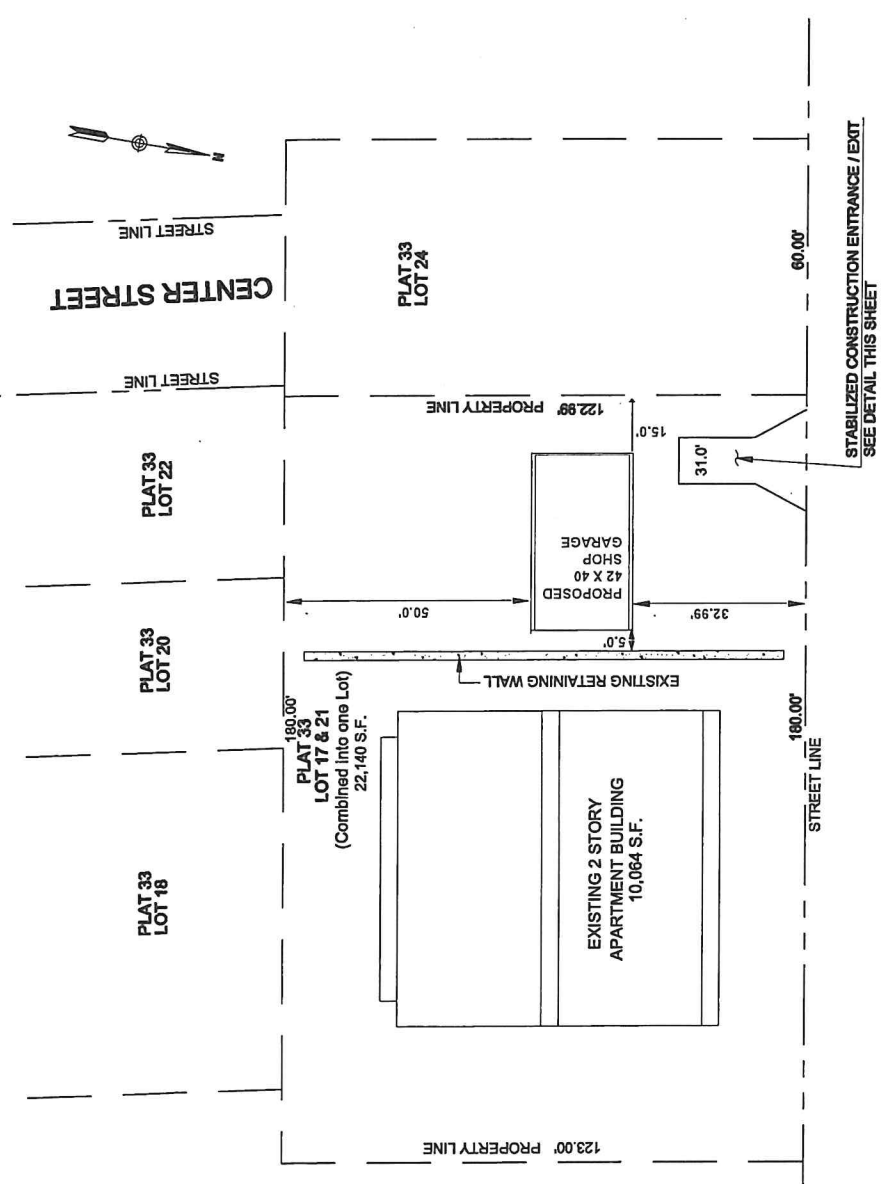 N
STREET LINE
CENTER STREET
STREET LINE
PLAT 33
LOT 24
60.00'
STABILIZED CONSTRUCTION ENTRANCE / EXIT
SEE DETAIL THIS SHEET
PLAT 33
LOT 22
122.99' PROPERTY LINE
15.0'
31.0'
PROPOSED
42 X 40
SHOP
GARAGE
50.0'
32.99'
5.0'
PLAT 33
LOT 20
EXISTING RETAINING WALL
180.00'
PLAT 33
LOT 17 & 21
(Combined into one Lot)
22,140 S.F.
180.00'
STREET LINE
PLAT 33
LOT 18
EXISTING 2 STORY
APARTMENT BUILDING
10,064 S.F.
123.00' PROPERTY LINE